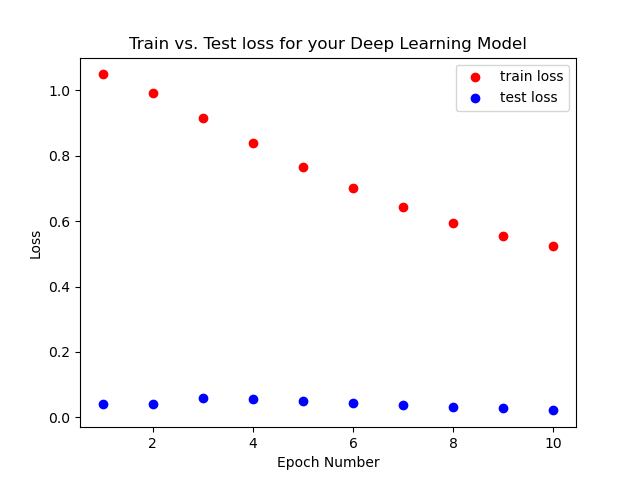 Train vs. Test loss for your Deep Learning Model
train loss
test loss
1.0
0.8
0.6
0.4
0.2
0.0
Loss
2 4 6 8 10
Epoch Number